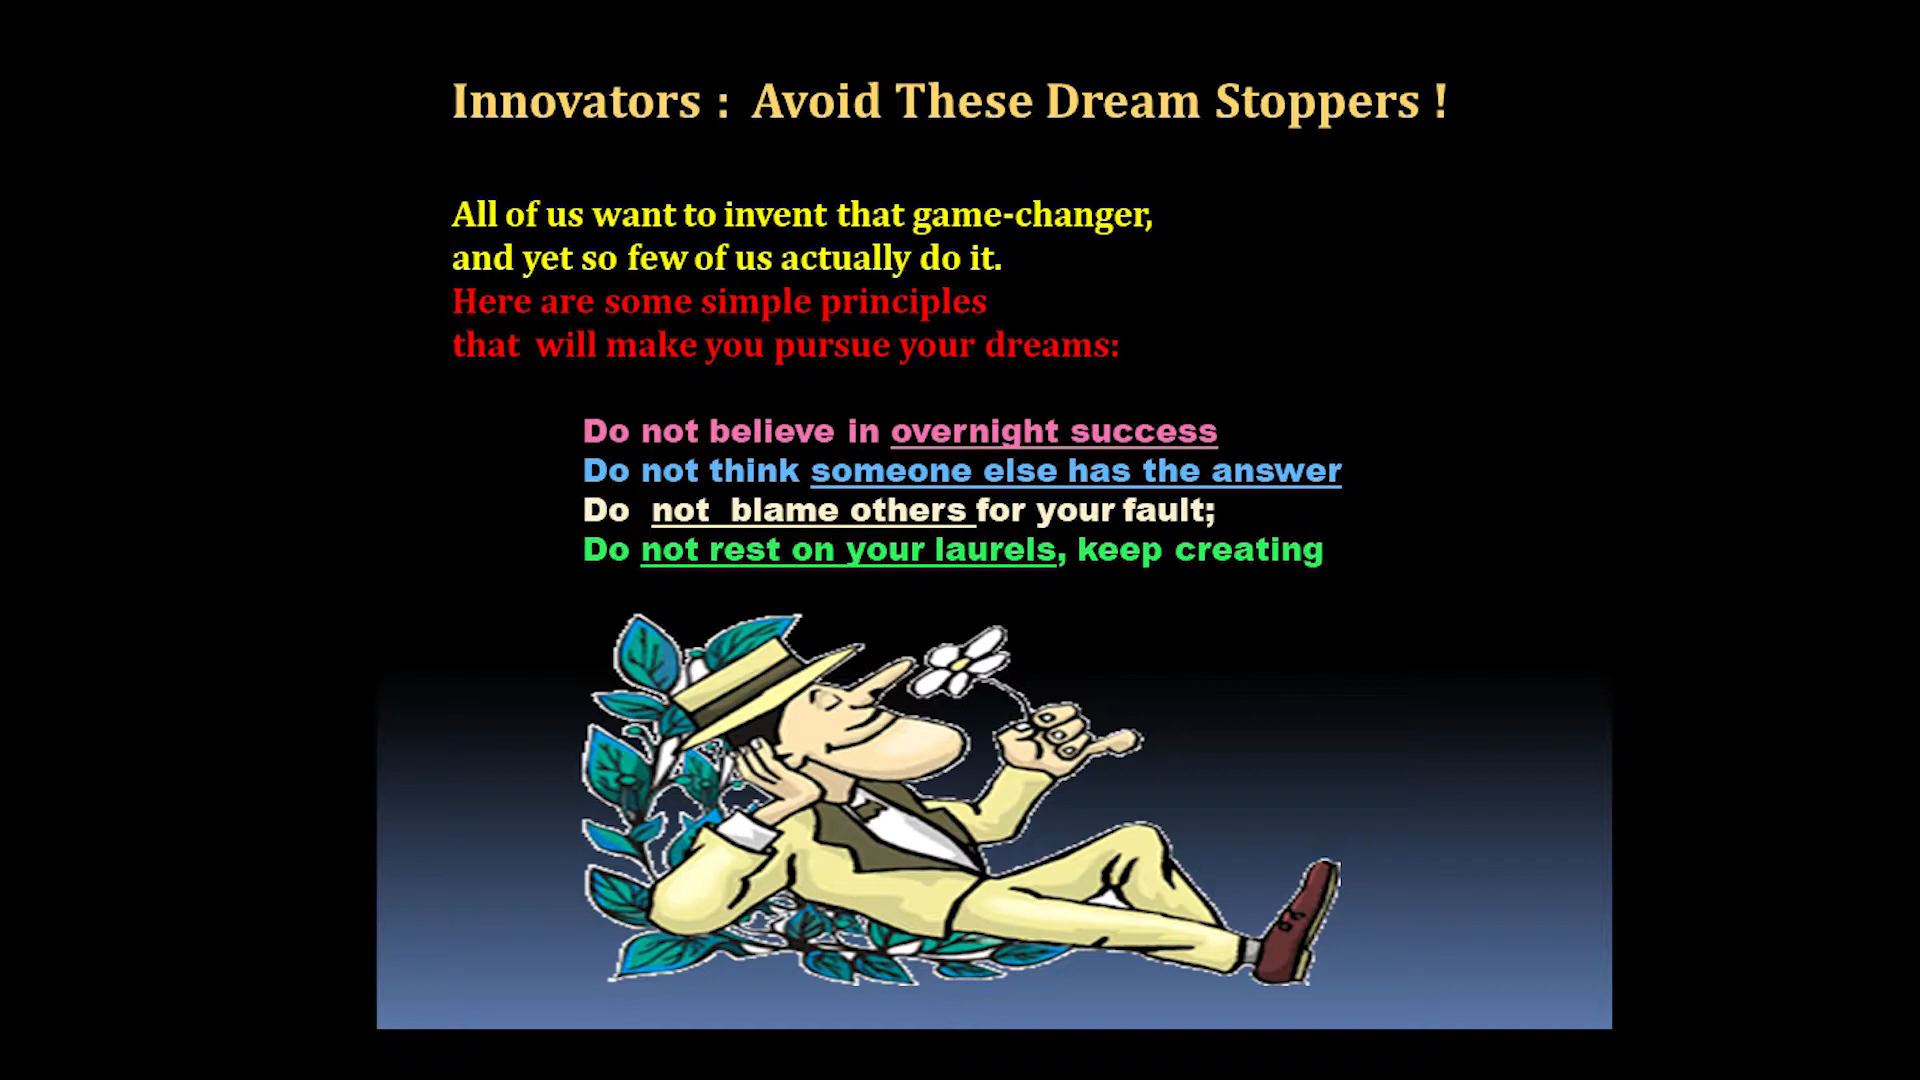 Innovators : Avoid These Dream Stoppers !
All of us want to invent that game-changer,
and yet so few of us actually do it.
Here are some simple principles
that will make you pursue your dreams:
Do not believe in overnight success
Do not think someone else has the answer
Do not blame others for your fault;
Do not rest on your laurels, keep creating